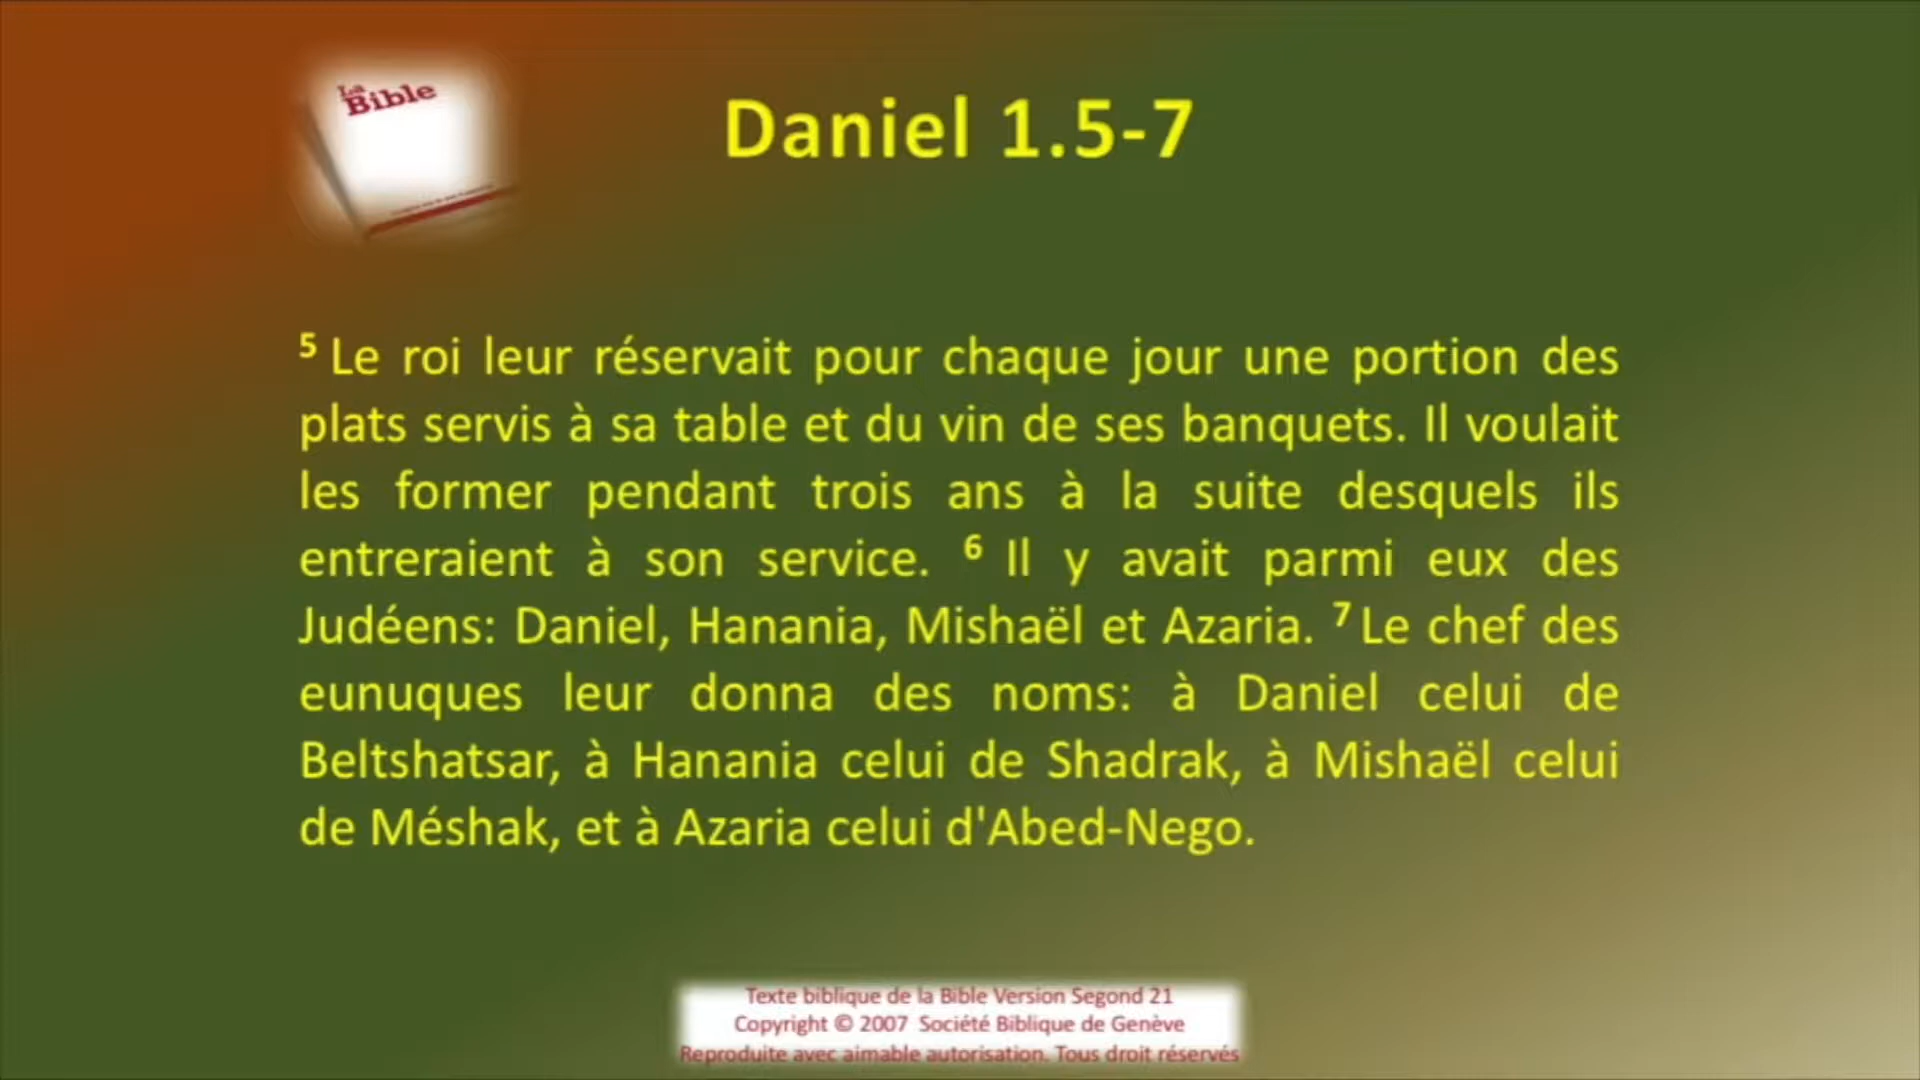 La
Bible
Daniel 1.5-7
5 Le roi leur réservait pour chaque jour une portion des
plats servis à sa table et du vin de ses banquets. Il voulait
les former pendant trois ans à la suite desquels ils
entreraient à son service. 6 Il y avait parmi eux des
Judéens: Daniel, Hanania, Mishaël et Azaria. 7 Le chef des
eunuques leur donna des noms: à Daniel celui de
Beltshatsar, à Hanania celui de Shadrak, à Mishaël celui
de Méshak, et à Azaria celui d'Abed-Nego.
Texte biblique de la Bible Version Segond 21
Copyright © 2007 Société Biblique de Genève
Reproduite avec aimable autorisation. Tous droit réservés